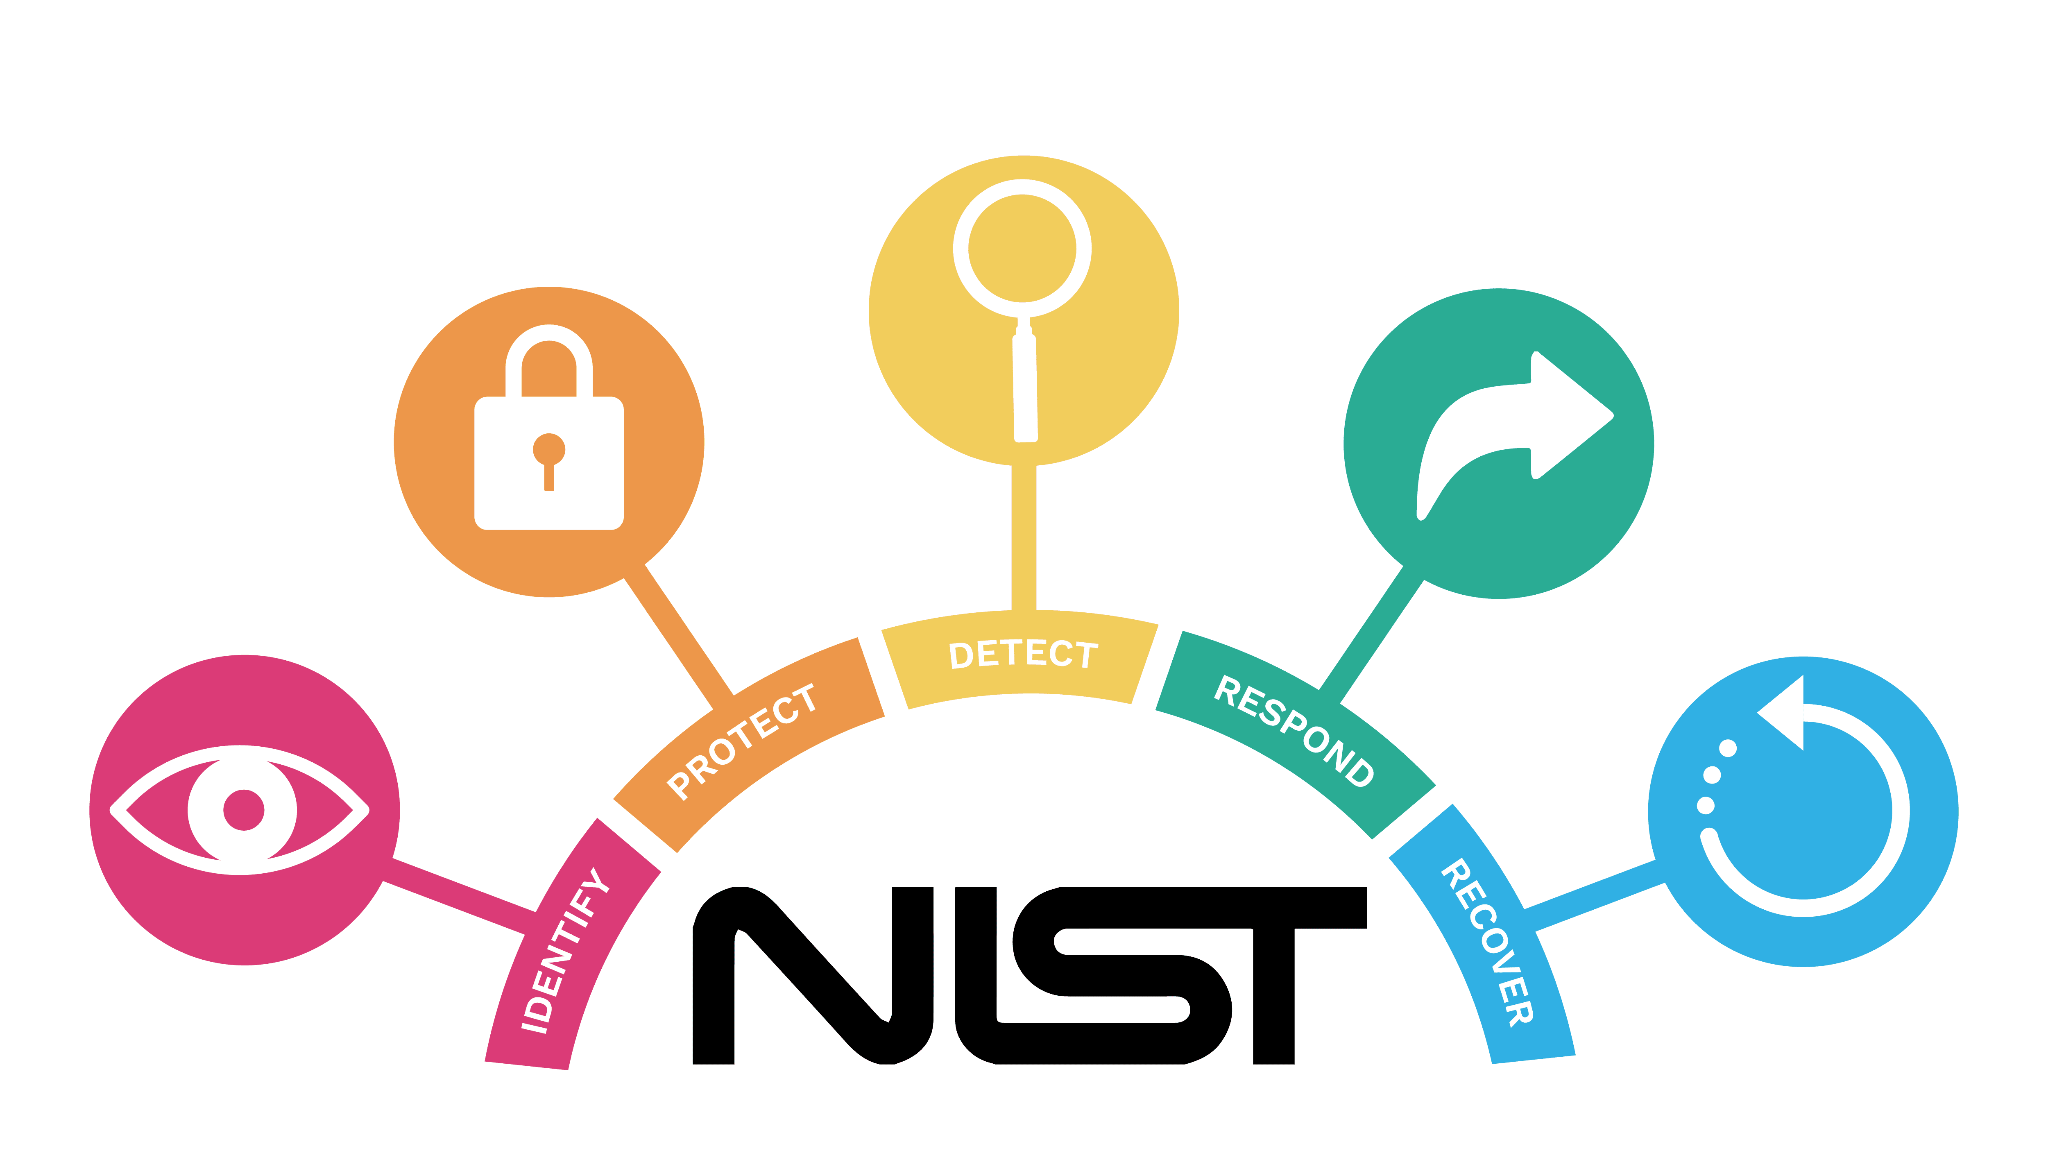 IDENTIFY
PROTECT
DETECT
RESPOND
RECOVER
NIST